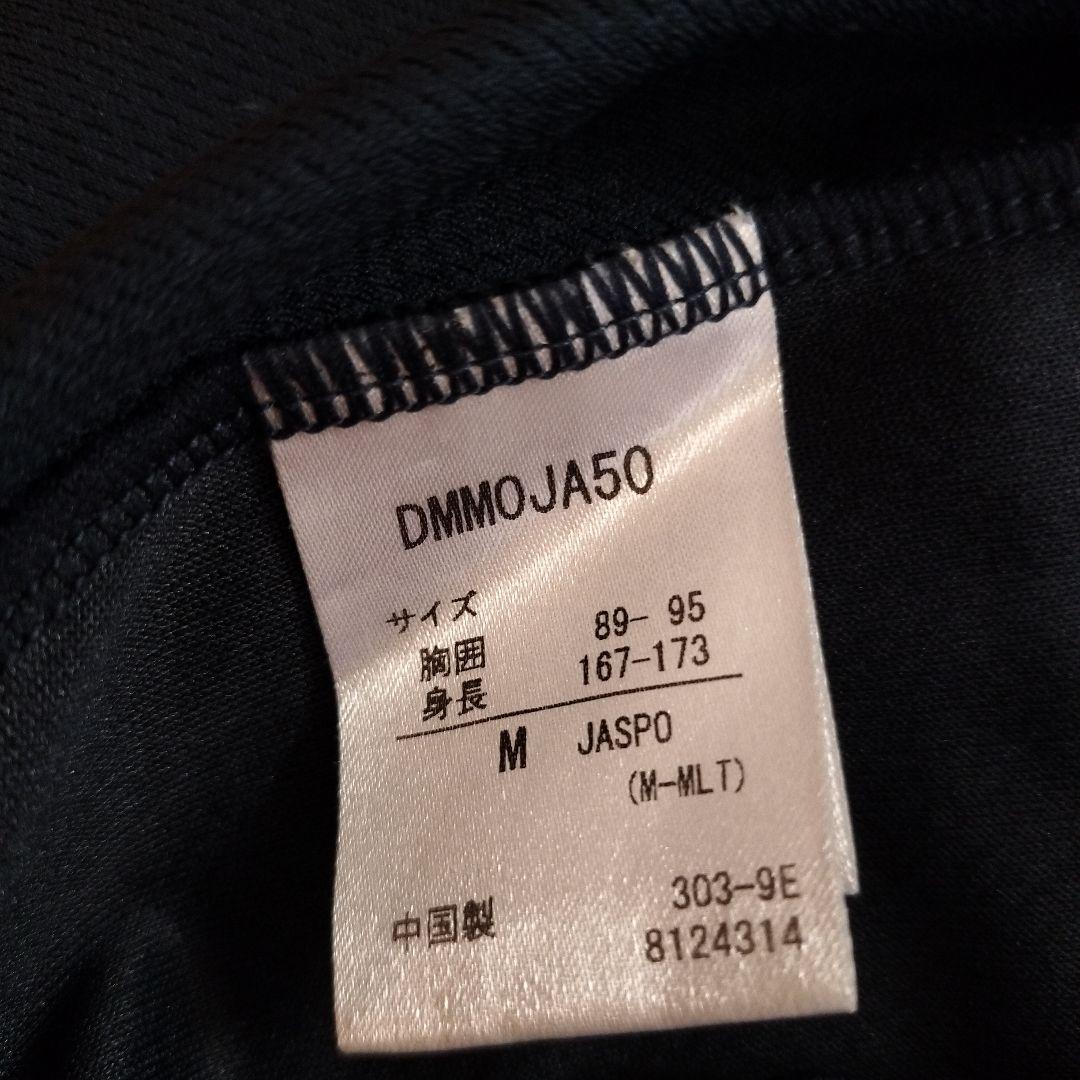 DMMOJA50
サイズ
胸囲 89- 95
身長 167-173
M JASPO
(M-MLT)
303-9E
中国製 8124314